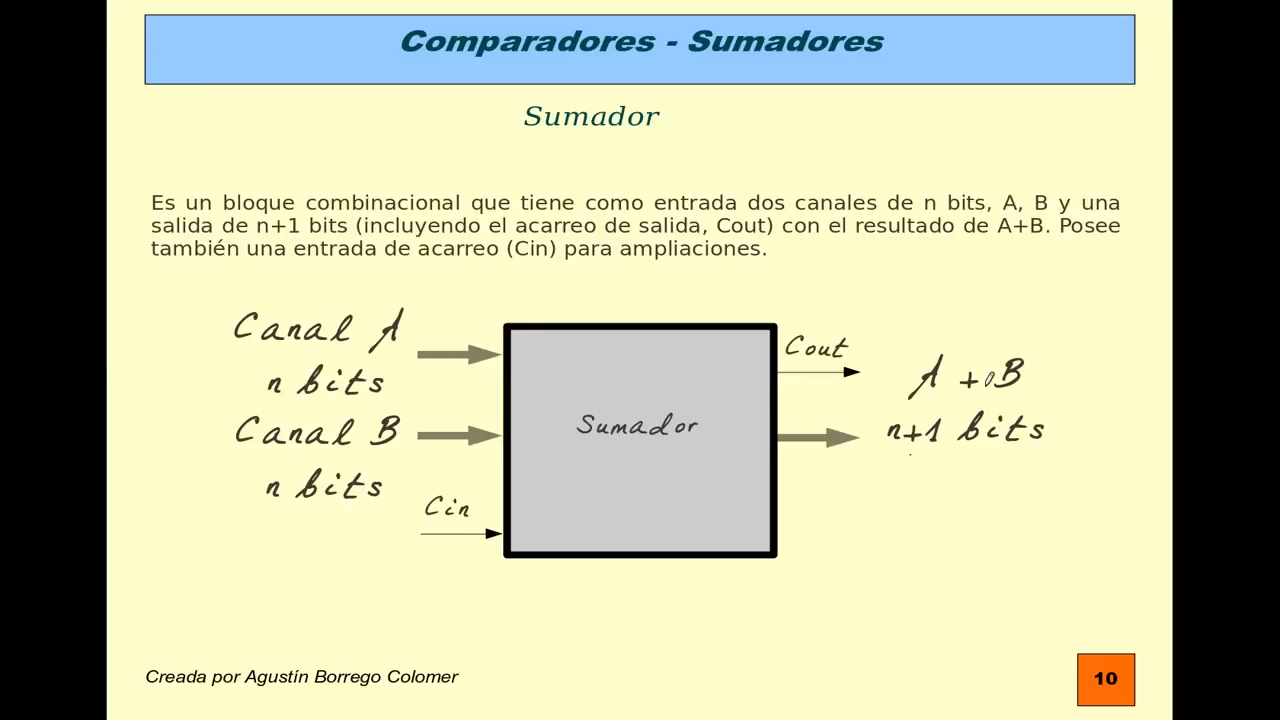 Comparadores - Sumadores
Sumador
Es un bloque combinacional que tiene como entrada dos canales de n bits, A, B y una
salida de n+1 bits (incluyendo el acarreo de salida, Cout) con el resultado de A+B. Posee
también una entrada de acarreo (Cin) para ampliaciones.
Canal A
n bits
Canal B
n bits
Cin
Sumador
Cout
A + B
n+1 bits
Creada por Agustín Borrego Colomer
10